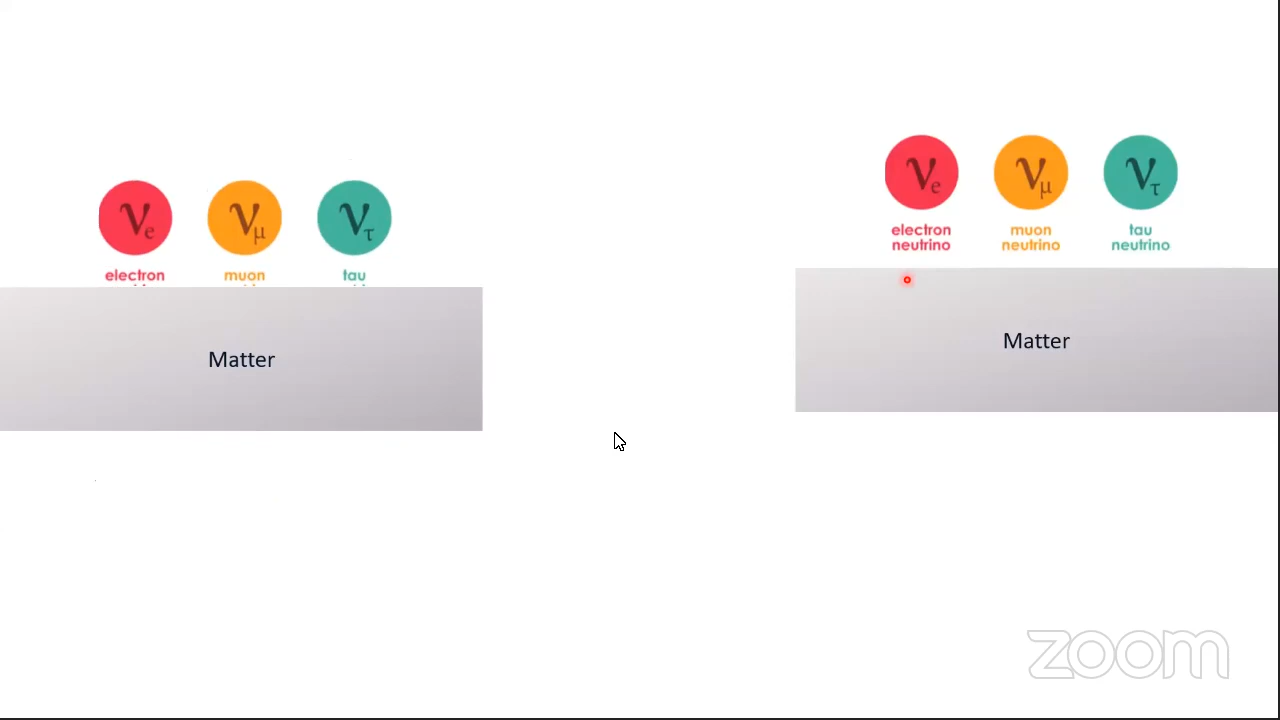 νe νμ ντ
electron muon tau
Matter
νe νμ ντ
electron neutrino muon neutrino tau neutrino
Matter
zoom